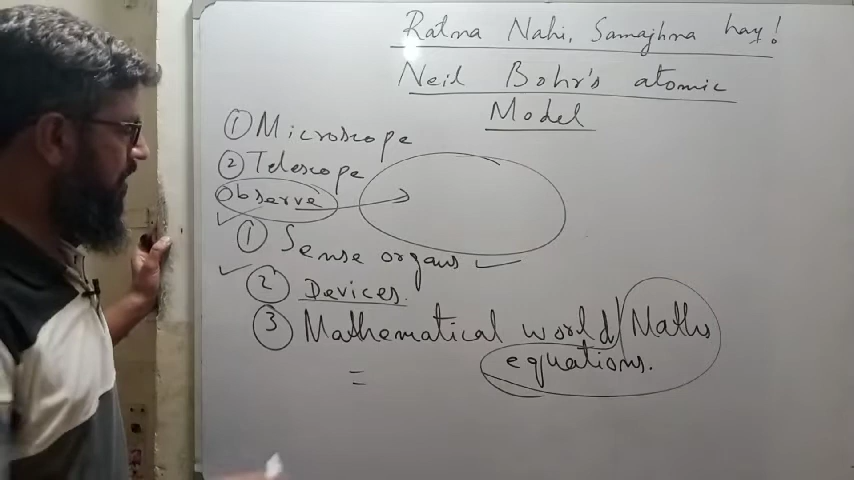 Ratna Nahi, Samajhna hay!
Neil Bohr's atomic
Model
① Microscope
② Telescope
Observe
① Sense organs
② Devices.
③ Mathematical world/Maths
equations.
=